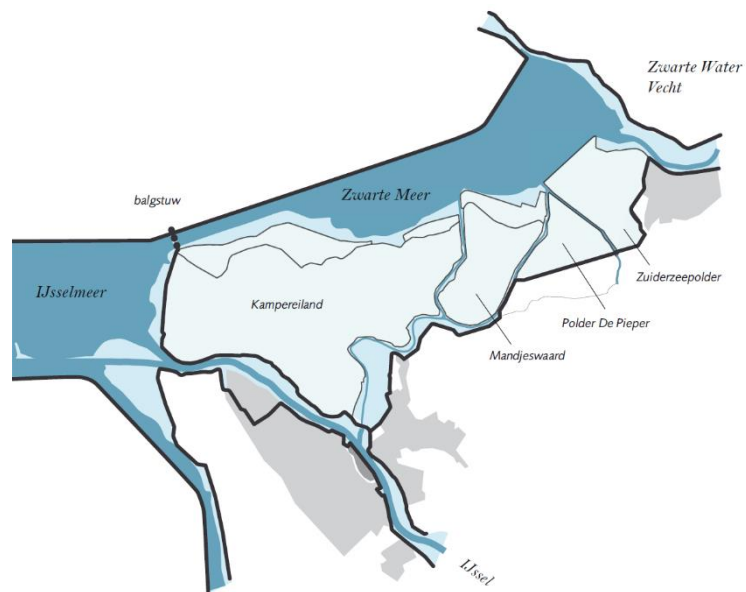 Zwarte Water
Vecht
balgstuw
Zwarte Meer
IJsselmeer
Kampereiland
Zuiderzeepolder
Polder De Pieper
Mandjeswaard
IJssel